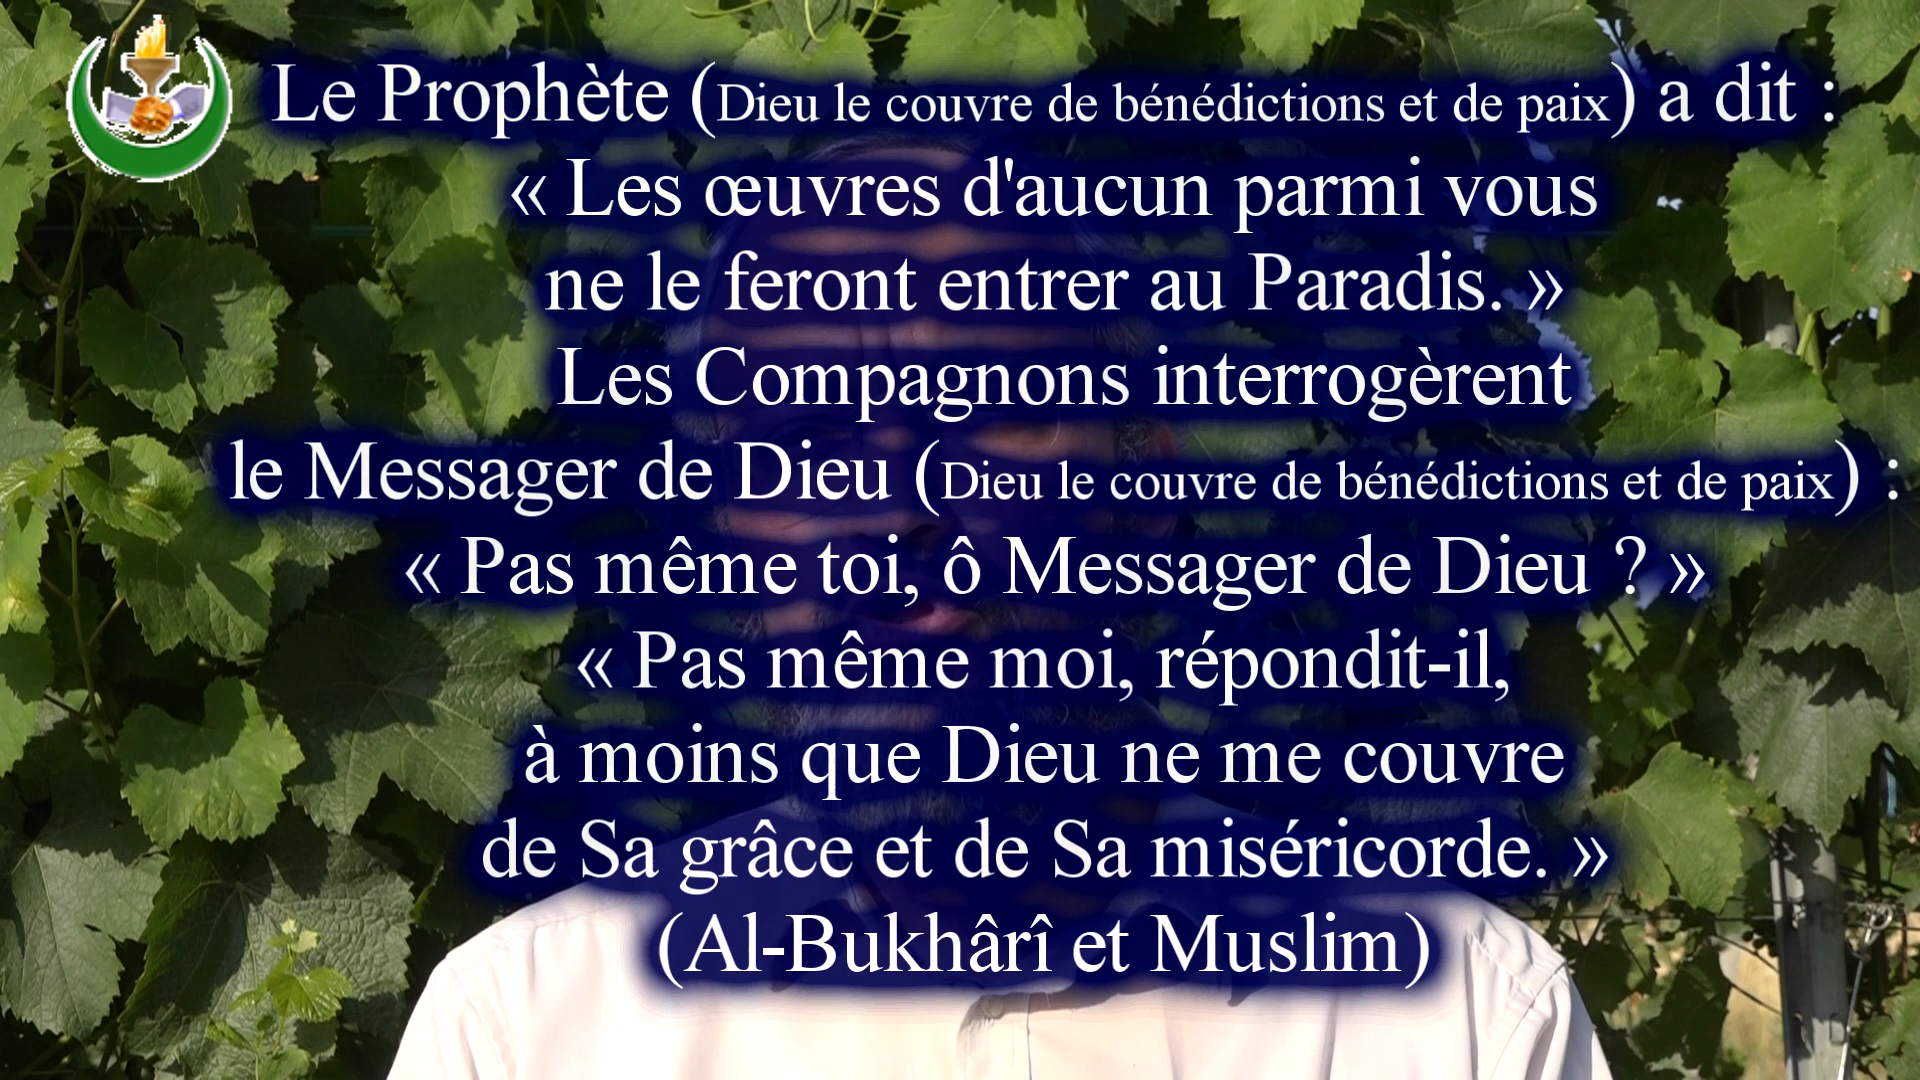 Le Prophète (Dieu le couvre de bénédictions et de paix) a dit :
« Les œuvres d'aucun parmi vous
ne le feront entrer au Paradis. »
Les Compagnons interrogèrent
le Messager de Dieu (Dieu le couvre de bénédictions et de paix) :
« Pas même toi, ô Messager de Dieu ? »
« Pas même moi, répondit-il,
à moins que Dieu ne me couvre
de Sa grâce et de Sa miséricorde. »
(Al-Bukhârî et Muslim)